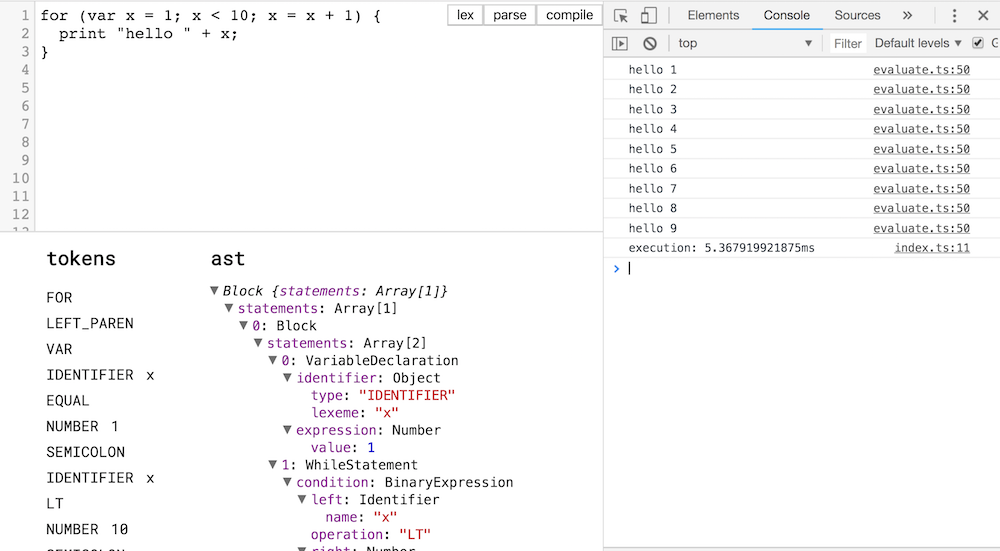 1 for (var x = 1; x < 10; x = x + 1) {
2   print "hello " + x;
3 }
4
5
6
7
8
9
10
11
12
lex parse compile
tokens
FOR
LEFT_PAREN
VAR
IDENTIFIER x
EQUAL
NUMBER 1
SEMICOLON
IDENTIFIER x
LT
NUMBER 10
SEMICOLON
ast
▼ Block {statements: Array[1]}
▼ statements: Array[1]
▼ 0: Block
▼ statements: Array[2]
▼ 0: VariableDeclaration
▼ identifier: Object
type: "IDENTIFIER"
lexeme: "x"
▼ expression: Number
value: 1
▼ 1: WhileStatement
▼ condition: BinaryExpression
▼ left: Identifier
name: "x"
operation: "LT"
▼ right: Number
Elements Console Sources »
top ▼ Filter Default levels ▼
hello 1 evaluate.ts:50
hello 2 evaluate.ts:50
hello 3 evaluate.ts:50
hello 4 evaluate.ts:50
hello 5 evaluate.ts:50
hello 6 evaluate.ts:50
hello 7 evaluate.ts:50
hello 8 evaluate.ts:50
hello 9 evaluate.ts:50
execution: 5.367919921875ms index.ts:11
>